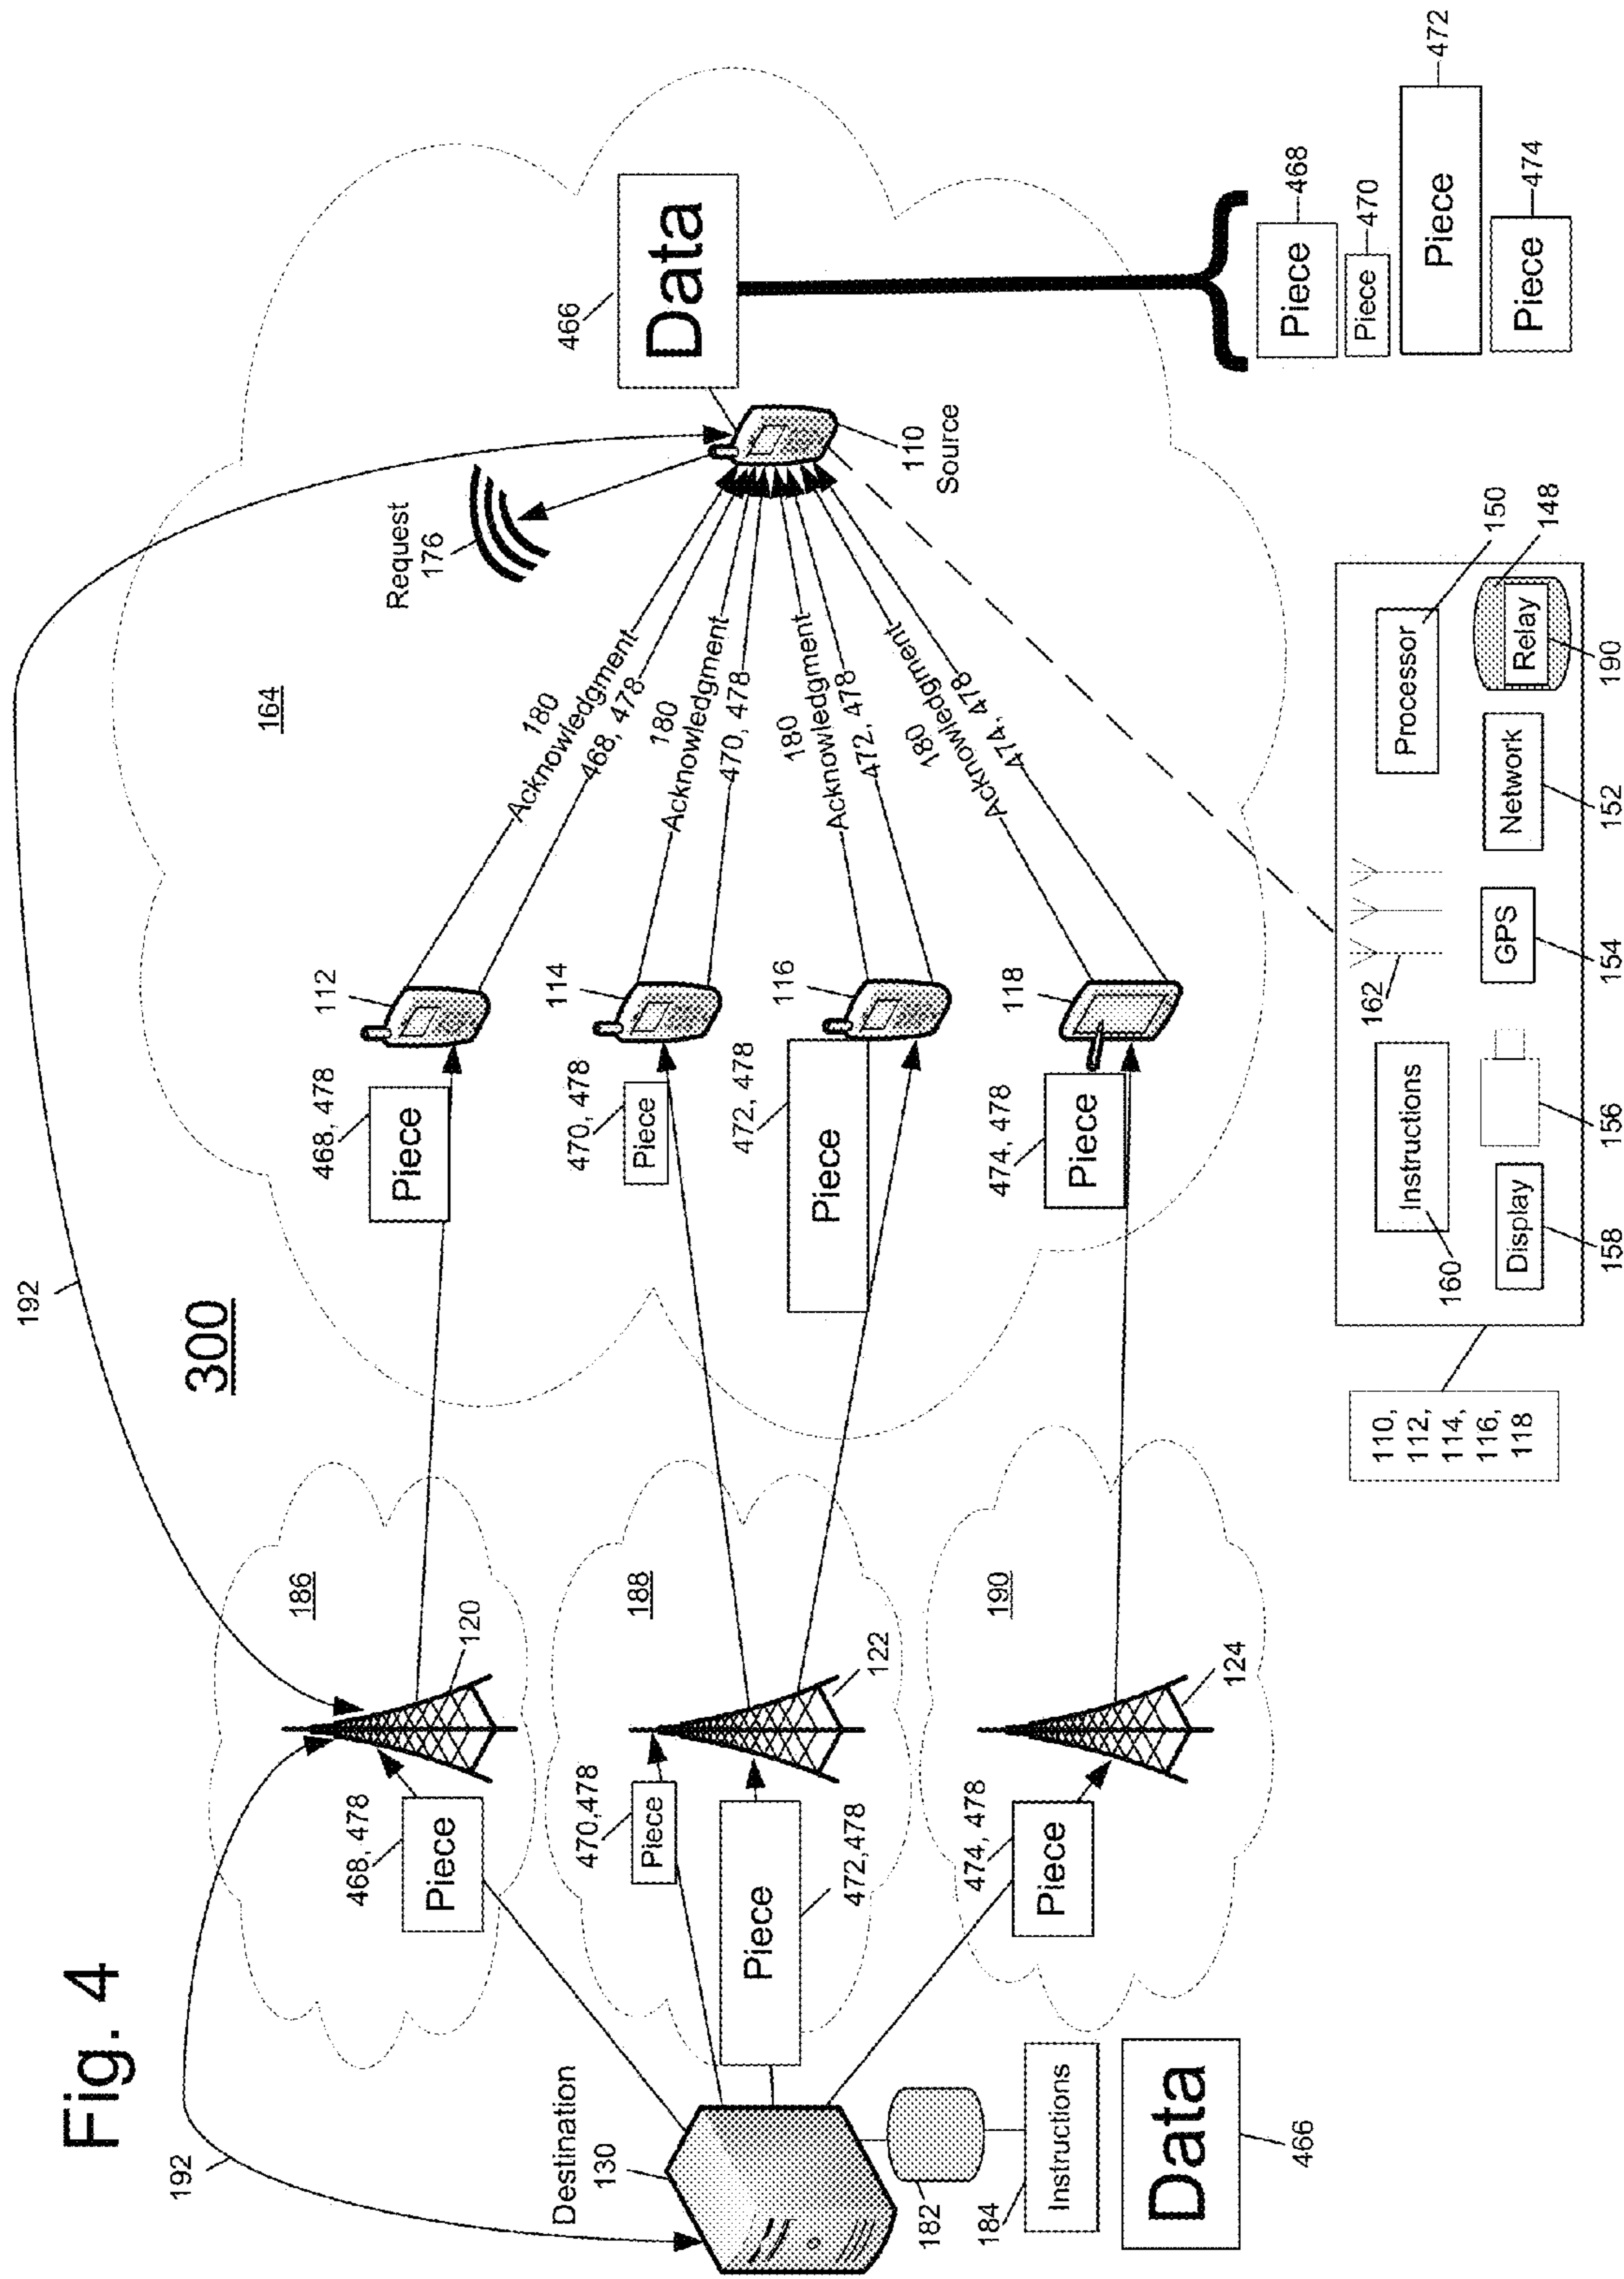 Fig. 4
300
192
192
Destination
130
182
184
Instructions
Data
466
186
120
468, 478
Piece
188
122
470,478
Piece
Piece
472,478
190
124
474, 478
Piece
164
112
468, 478
Piece
114
470, 478
Piece
116
472, 478
Piece
118
474, 478
Piece
180
Acknowledgment
468, 478
180
Acknowledgment
470, 478
180
Acknowledgment
472, 478
180
Acknowledgment
474, 478
Request
176
110
Source
466
Data
Piece
468
Piece
470
Piece
472
Piece
474
110,
112,
114,
116,
118
Instructions
160
162
Processor
150
Display
158
156
GPS
154
Network
152
Relay
148
190